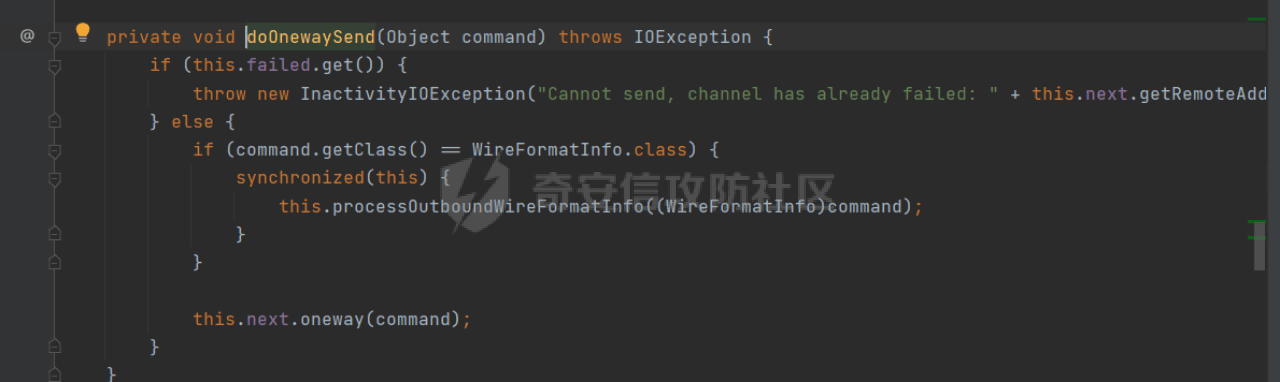 private void doOnewaySend(Object command) throws IOException {
if (this.failed.get()) {
throw new InactivityIOException("Cannot send, channel has already failed: " + this.next.getRemoteAdd
} else {
if (command.getClass() == WireFormatInfo.class) {
synchronized(this) {
奇安信攻防社区
this.processOutboundWireFormatInfo((WireFormatInfo)command);
}
}
this.next.oneway(command);
}
}